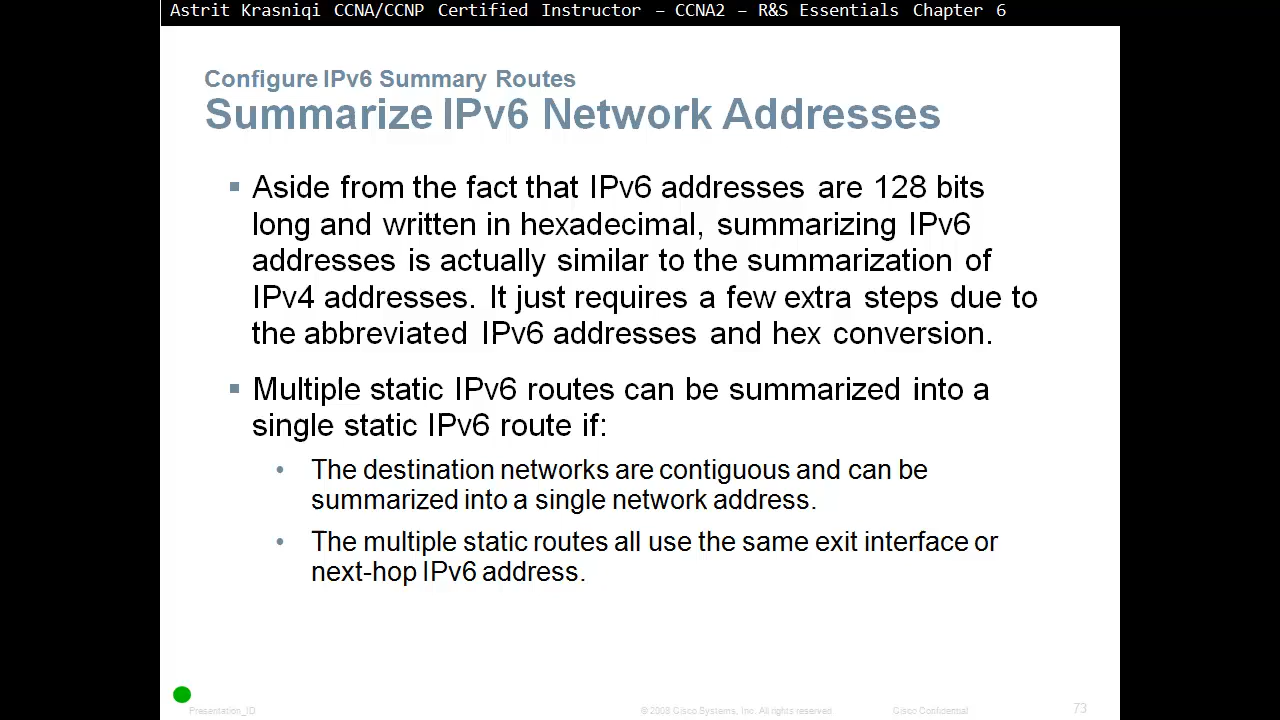 Astrit Krasniqi CCNA/CCNP Certified Instructor – CCNA2 – R&S Essentials Chapter 6
Configure IPv6 Summary Routes
Summarize IPv6 Network Addresses
▪ Aside from the fact that IPv6 addresses are 128 bits
long and written in hexadecimal, summarizing IPv6
addresses is actually similar to the summarization of
IPv4 addresses. It just requires a few extra steps due to
the abbreviated IPv6 addresses and hex conversion.
▪ Multiple static IPv6 routes can be summarized into a
single static IPv6 route if:
• The destination networks are contiguous and can be
summarized into a single network address.
• The multiple static routes all use the same exit interface or
next-hop IPv6 address.
Presentation_ID
© 2008 Cisco Systems, Inc. All rights reserved.
Cisco Confidential
73